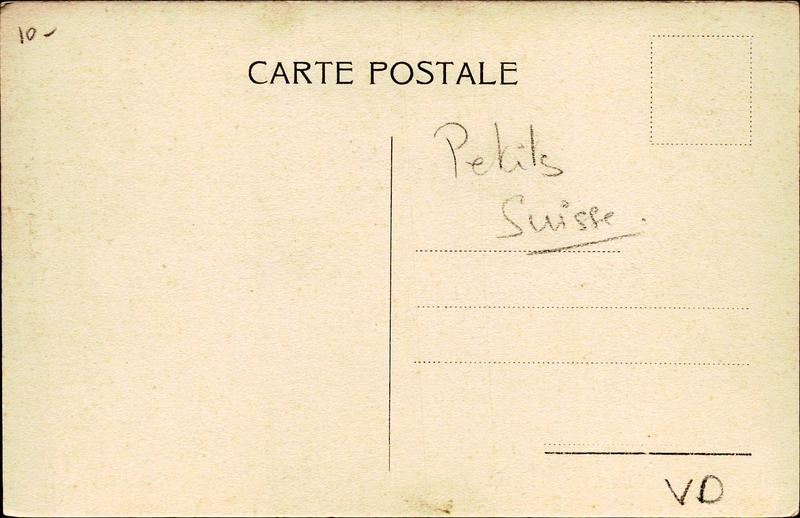 10-
CARTE POSTALE
Petits
Suisse.
VD